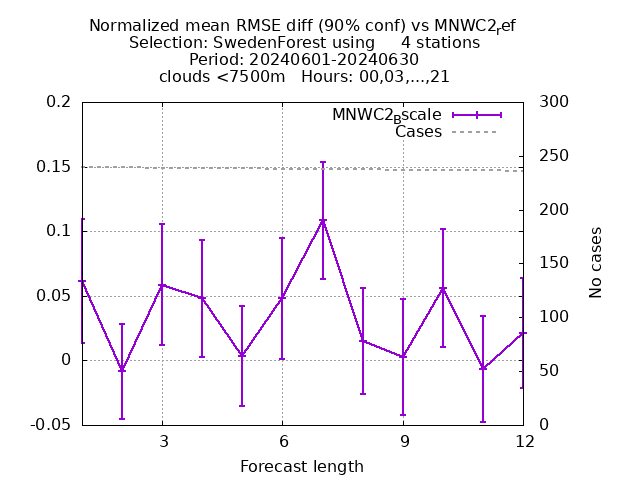 Normalized mean RMSE diff (90% conf) vs MNWC2ref
Selection: SwedenForest using 4 stations
Period: 20240601-20240630
clouds <7500m Hours: 00,03,...,21
MNWC2Bscale
Cases
0.2
0.15
0.1
0.05
0
-0.05
300
250
200
150
100
50
0
No cases
3 6 9 12
Forecast length